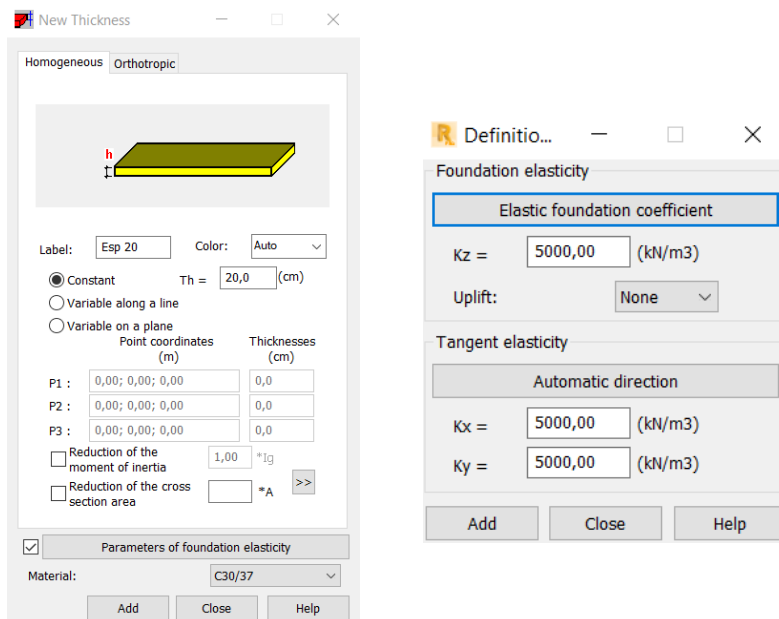 New Thickness
Homogeneous Orthotropic
h
Label: Esp 20 Color: Auto
Constant Th = 20,0 (cm)
Variable along a line
Variable on a plane
Point coordinates Thicknesses
(m) (cm)
P1 : 0,00; 0,00; 0,00 0,0
P2 : 0,00; 0,00; 0,00 0,0
P3 : 0,00; 0,00; 0,00 0,0
Reduction of the
moment of inertia 1,00 *Ig
Reduction of the cross
section area *A >>
Parameters of foundation elasticity
Material: C30/37
Add Close Help
Definitio...
Foundation elasticity
Elastic foundation coefficient
Kz = 5000,00 (kN/m3)
Uplift: None
Tangent elasticity
Automatic direction
Kx = 5000,00 (kN/m3)
Ky = 5000,00 (kN/m3)
Add Close Help